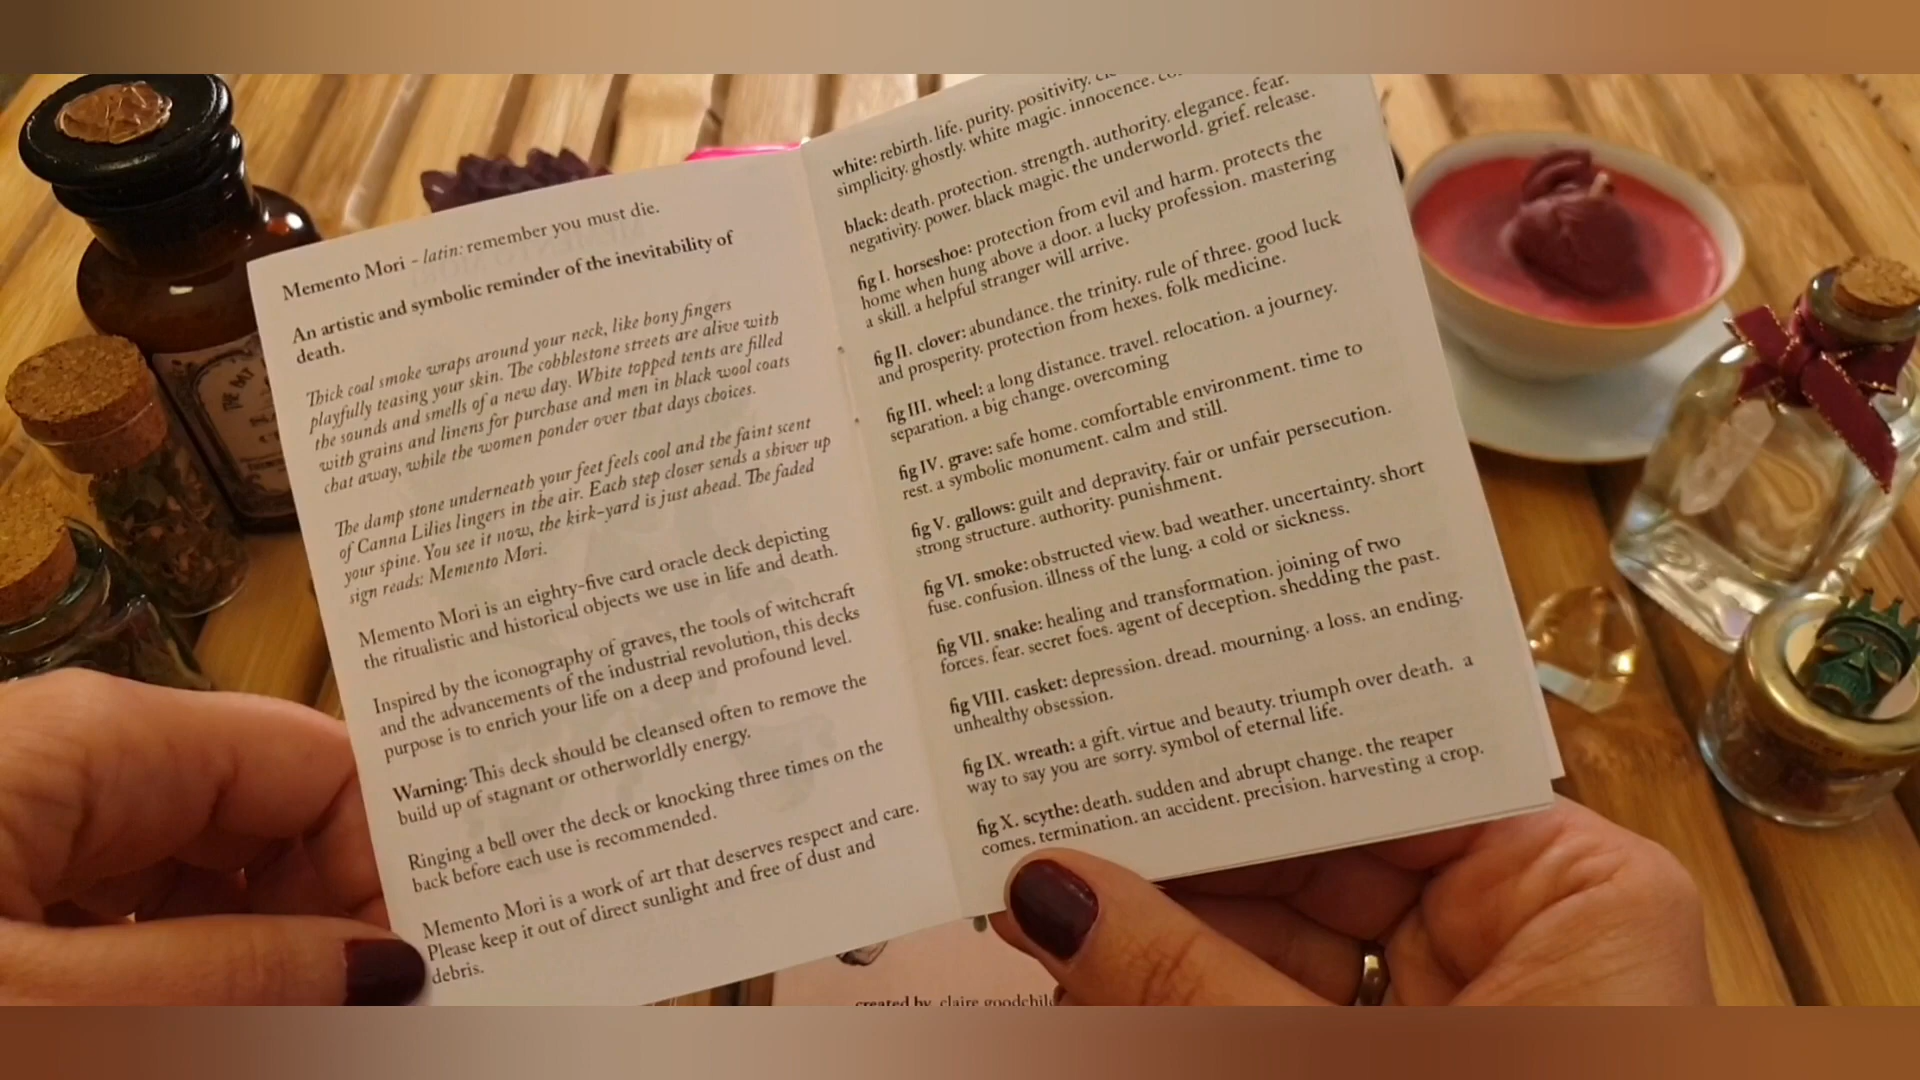 Memento Mori - latin: remember you must die.
An artistic and symbolic reminder of the inevitability of
death.
Thick coal smoke wraps around your neck, like bony fingers
playfully teasing your skin. The cobblestone streets are alive with
the sounds and smells of a new day. White topped tents are filled
with grains and linens for purchase and men in black wool coats
chat away, while the women ponder over that days choices.
The damp stone underneath your feet feels cool and the faint scent
of Canna Lilies lingers in the air. Each step closer sends a shiver up
your spine. You see it now, the kirk-yard is just ahead. The faded
sign reads: Memento Mori.
Memento Mori is an eighty-five card oracle deck depicting
the ritualistic and historical objects we use in life and death.
Inspired by the iconography of graves, the tools of witchcraft
and the advancements of the industrial revolution, this decks
purpose is to enrich your life on a deep and profound level.
Warning: This deck should be cleansed often to remove the
build up of stagnant or otherworldly energy.
Ringing a bell over the deck or knocking three times on the
back before each use is recommended.
Memento Mori is a work of art that deserves respect and care.
Please keep it out of direct sunlight and free of dust and
debris.
white: rebirth. life. purity. positivity.
simplicity. ghostly. white magic. innocence.
black: death. protection. strength. authority. elegance. fear.
negativity. power. black magic. the underworld. grief. release.
fig I. horseshoe: protection from evil and harm. protects the
home when hung above a door. a lucky profession. mastering
a skill. a helpful stranger will arrive.
fig II. clover: abundance. the trinity. rule of three. good luck
and prosperity. protection from hexes. folk medicine.
fig III. wheel: a long distance. travel. relocation. a journey.
separation. a big change. overcoming
fig IV. grave: safe home. comfortable environment. time to
rest. a symbolic monument. calm and still.
fig V. gallows: guilt and depravity. fair or unfair persecution.
strong structure. authority. punishment.
fig VI. smoke: obstructed view. bad weather. uncertainty. short
fuse. confusion. illness of the lung. a cold or sickness.
fig VII. snake: healing and transformation. joining of two
forces. fear. secret foes. agent of deception. shedding the past.
fig VIII. casket: depression. dread. mourning. a loss. an ending.
unhealthy obsession.
fig IX. wreath: a gift. virtue and beauty. triumph over death. a
way to say you are sorry. symbol of eternal life.
fig X. scythe: death. sudden and abrupt change. the reaper
comes. termination. an accident. precision. harvesting a crop.
created by claire goodchild